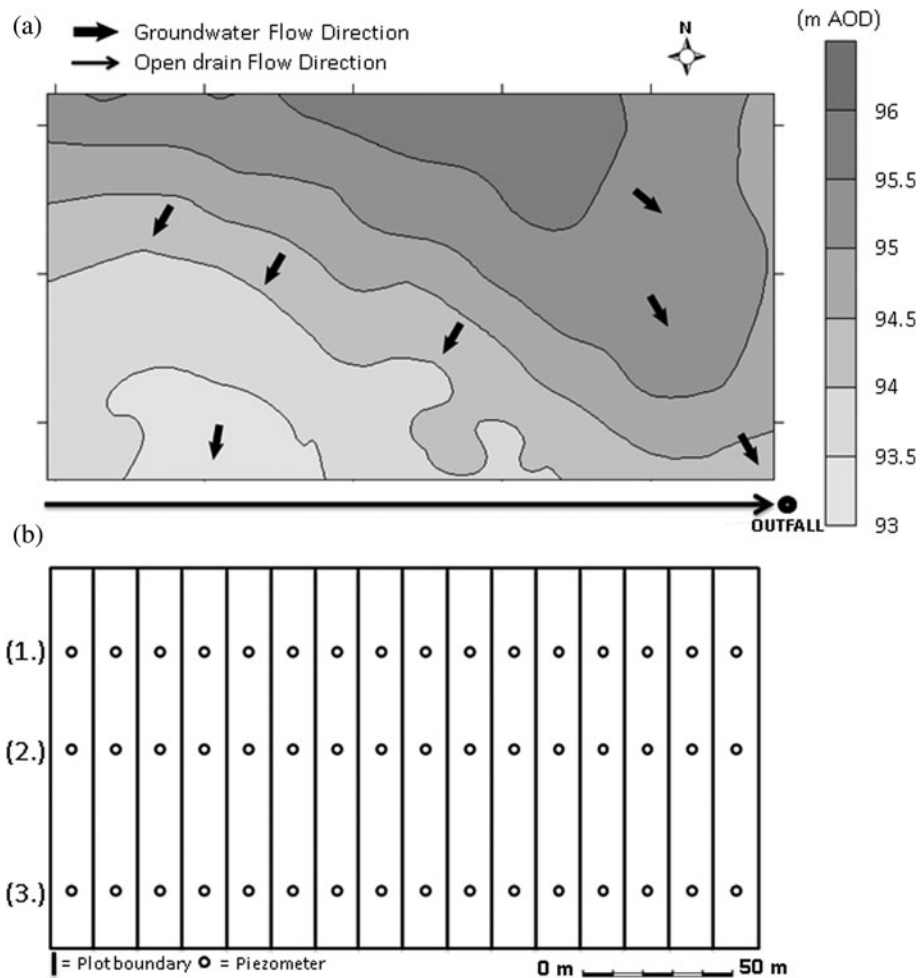 (a)
Groundwater Flow Direction
Open drain Flow Direction
N
(m AOD)
96
95.5
95
94.5
94
93.5
93
OUTFALL
(b)
(1.)
(2.)
(3.)
= Plot boundary
= Piezometer
0 m
50 m